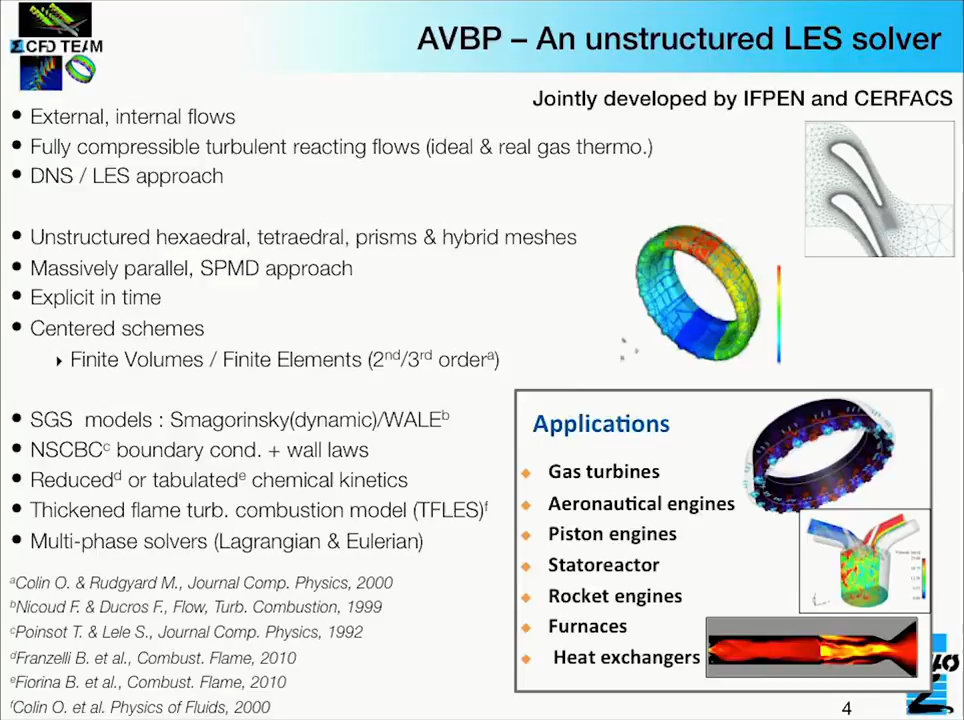 CFD TEAM
AVBP – An unstructured LES solver
Jointly developed by IFPEN and CERFACS
• External, internal flows
• Fully compressible turbulent reacting flows (ideal & real gas thermo.)
• DNS / LES approach
• Unstructured hexaedral, tetraedral, prisms & hybrid meshes
• Massively parallel, SPMD approach
• Explicit in time
• Centered schemes
‣ Finite Volumes / Finite Elements (2nd/3rd ordera)
• SGS models : Smagorinsky(dynamic)/WALEb
• NSCBCc boundary cond. + wall laws
• Reducedd or tabulatede chemical kinetics
• Thickened flame turb. combustion model (TFLES)f
• Multi-phase solvers (Lagrangian & Eulerian)
aColin O. & Rudgyard M., Journal Comp. Physics, 2000
bNicoud F. & Ducros F., Flow, Turb. Combustion, 1999
cPoinsot T. & Lele S., Journal Comp. Physics, 1992
dFranzelli B. et al., Combust. Flame, 2010
eFiorina B. et al., Combust. Flame, 2010
fColin O. et al. Physics of Fluids, 2000
Applications
◆ Gas turbines
◆ Aeronautical engines
◆ Piston engines
◆ Statoreactor
◆ Rocket engines
◆ Furnaces
◆ Heat exchangers
4